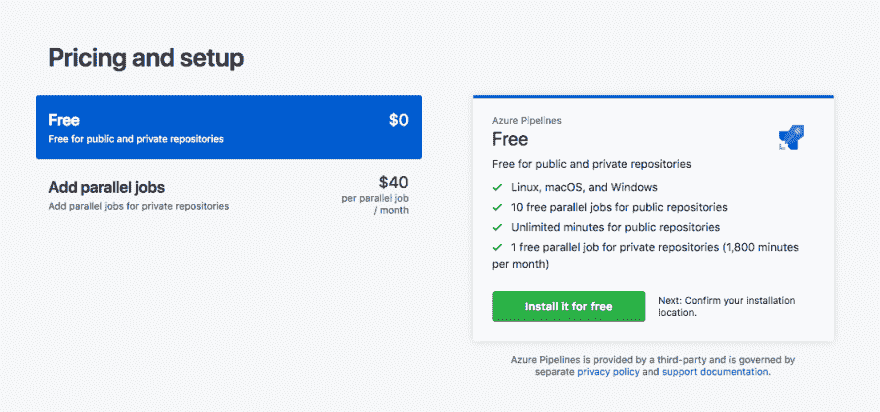 Pricing and setup
Free
$0
Free for public and private repositories
Add parallel jobs
$40
Add parallel jobs for private repositories
per parallel job
/ month
Azure Pipelines
Free
Free for public and private repositories
Linux, macOS, and Windows
10 free parallel jobs for public repositories
Unlimited minutes for public repositories
1 free parallel job for private repositories (1,800 minutes
per month)
Install it for free
Next: Confirm your installation
location.
Azure Pipelines is provided by a third-party and is governed by
separate privacy policy and support documentation.